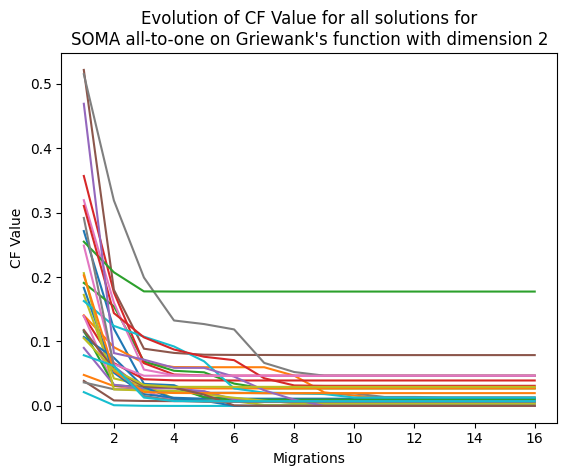 Evolution of CF Value for all solutions for
SOMA all-to-one on Griewank's function with dimension 2
CF Value
0.5
0.4
0.3
0.2
0.1
0.0
2 4 6 8 10 12 14 16
Migrations